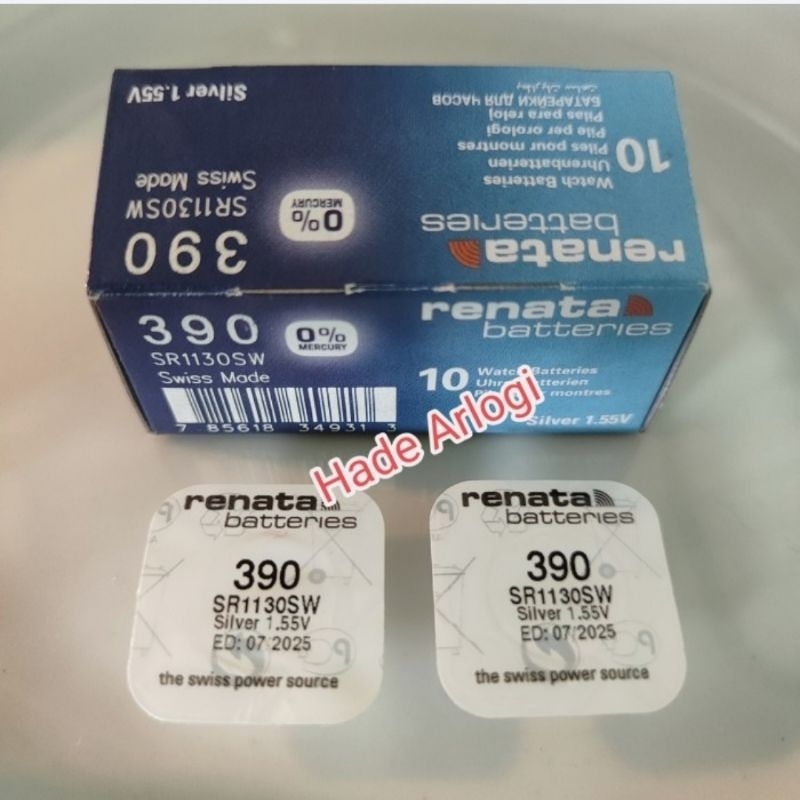 Silver 1.55V
390
SR1130SW
Swiss Made
0%
MERCURY
renata
batteries
10
Watch Batteries
Uhrenbatterien
Piles pour montres
Pile per orologi
Pilas para reloj
БАТАРЕЙКИ ДЛЯ ЧАСОВ
390
SR1130SW
Swiss Made
0%
MERCURY
renata
batteries
10
Watch Batteries
Uhrenbatterien
montres
Silver 1.55V
7 85618 34931 3
Hade Arlogi
renata
batteries
390
SR1130SW
Silver 1.55V
ED: 07/2025
the swiss power source
renata
batteries
390
SR1130SW
Silver 1.55V
ED: 07/2025
the swiss power source